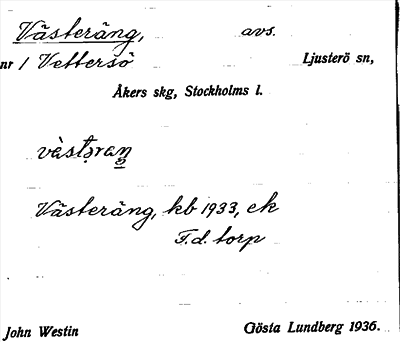 Västeräng, avs.
nr 1 Vettersö Ljusterö sn,
Åkers skg, Stockholms l.
Västeräng, kb 1933, ek
F.d. torp
John Westin Gösta Lundberg 1936.